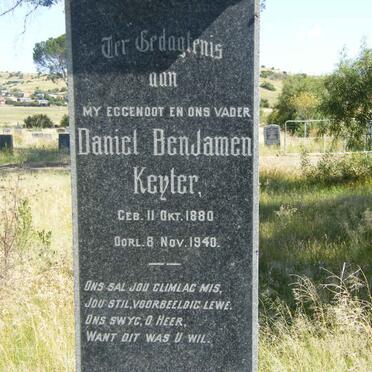 Ter Gedagtenis
aan
MY EGGENOOT EN ONS VADER
Daniel Benjamen
Keyter,
GEB. 11 OKT. 1880
OORL. 8 NOV. 1940.
ONS SAL JOU GLIMLAG MIS,
JOU STIL, VOORBEELDIG LEWE.
ONS SWYG, O HEER,
WANT DIT WAS U WIL.